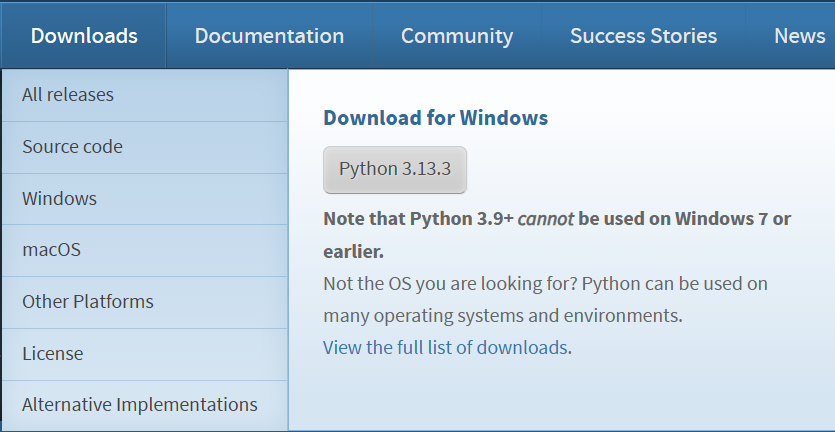 Downloads Documentation Community Success Stories News
All releases
Source code
Windows
macOS
Other Platforms
License
Alternative Implementations
Download for Windows
Python 3.13.3
Note that Python 3.9+ cannot be used on Windows 7 or
earlier.
Not the OS you are looking for? Python can be used on
many operating systems and environments.
View the full list of downloads.